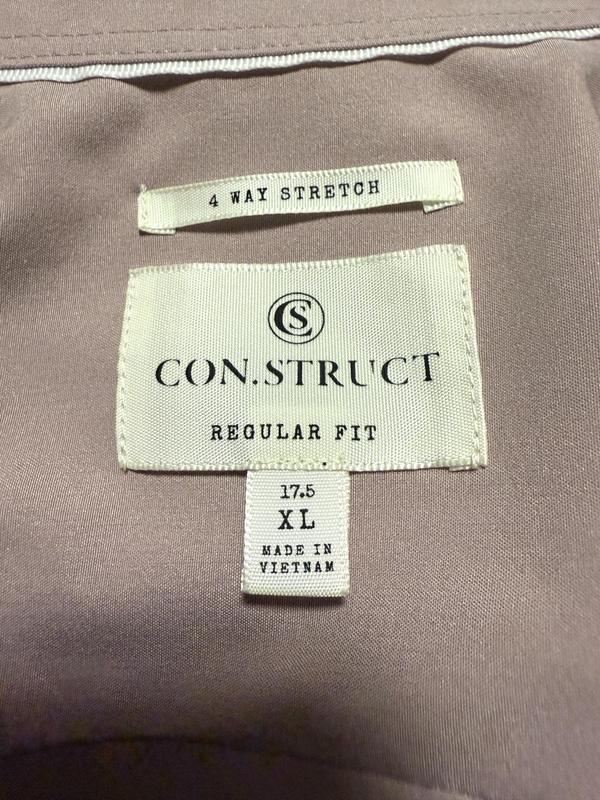 4 WAY STRETCH
CS
CON.STRUCT
REGULAR FIT
17.5
XL
MADE IN
VIETNAM